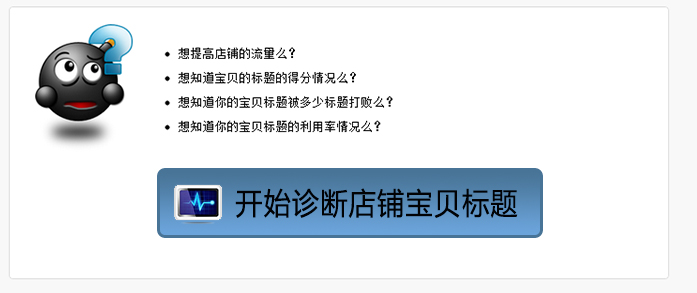 想提高店铺的流量么？
想知道宝贝的标题的得分情况么？
想知道你的宝贝标题被多少标题打败么？
想知道你的宝贝标题的利用率情况么？
开始诊断店铺宝贝标题